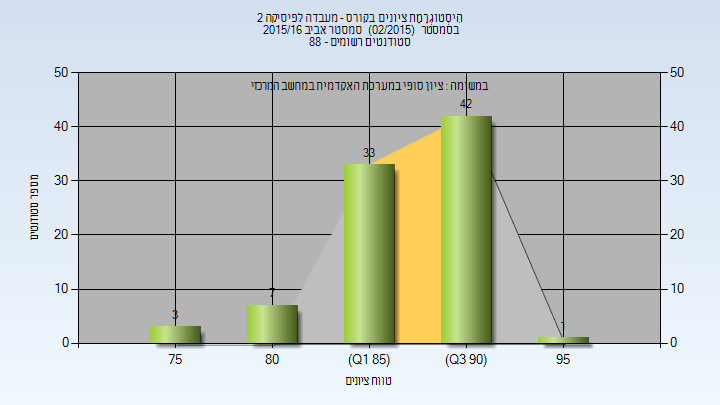 היסטוגרמת ציונים בקורס - מעבדה לפיסיקה 2
בסמסטר (02/2015) סמסטר אביב 2015/16
סטודנטים רשומים - 88
במשימה : ציון סופי במערכת האקדמית במחשב המרכזי
50 50
42
40 40
33
30 30
20 20
10 10
7
3
1
0 0
75 80 (Q1 85) (Q3 90) 95
מספר סטודנטים
טווח ציונים